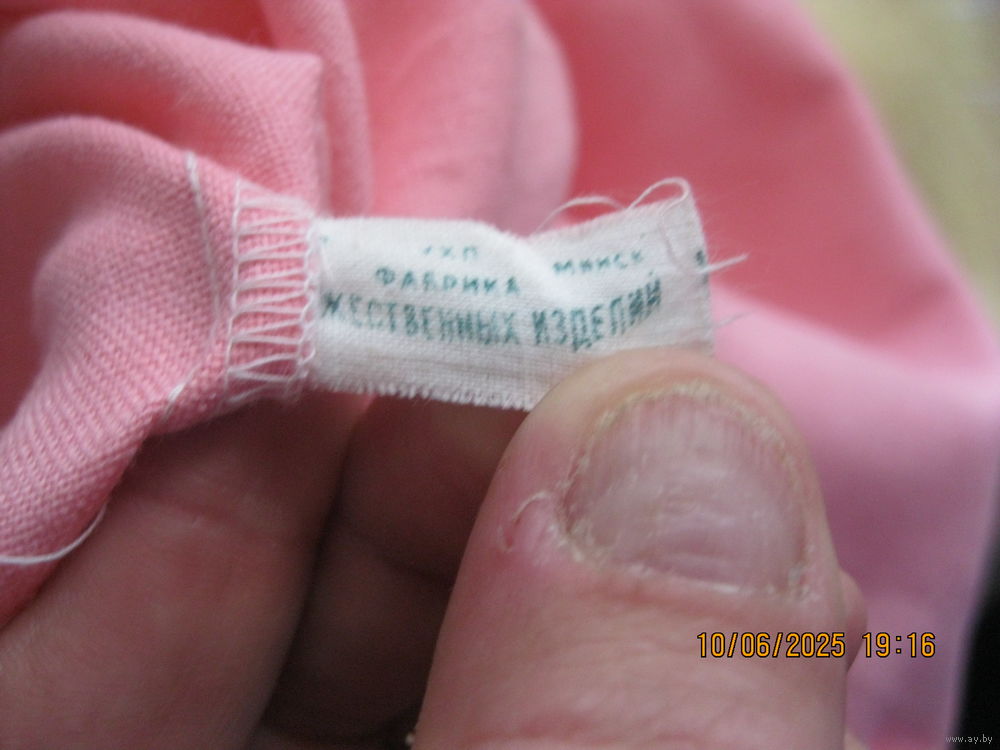 МИНСК
ФАБРИКА
ЖЕСТВЕННЫХ ИЗДЕЛИЙ
10/06/2025 19:16
www.ay.by